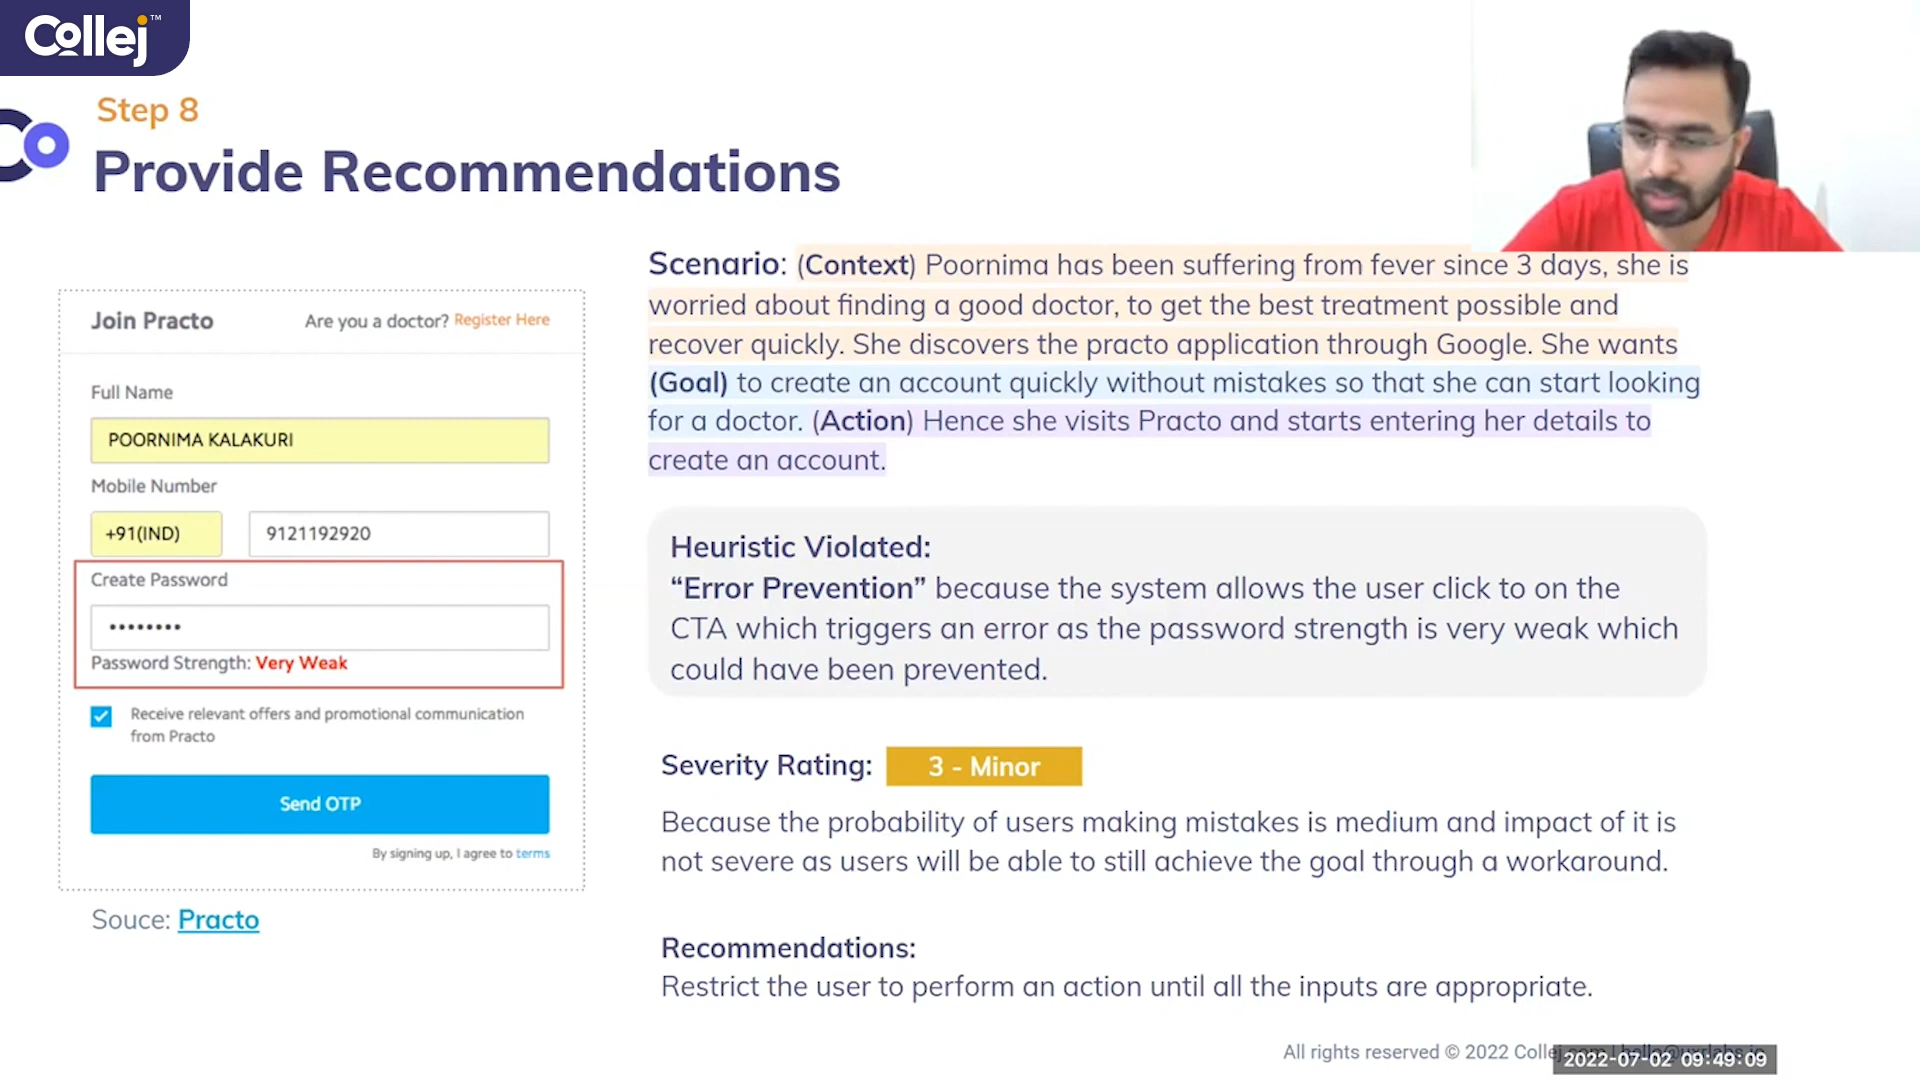 Collej™
Step 8
Provide Recommendations
Join Practo
Are you a doctor? Register Here
Full Name
POORNIMA KALAKURI
Mobile Number
+91(IND)
9121192920
Create Password
••••••••
Password Strength: Very Weak
Receive relevant offers and promotional communication
from Practo
Send OTP
By signing up, I agree to terms
Souce: Practo
Scenario: (Context) Poornima has been suffering from fever since 3 days, she is
worried about finding a good doctor, to get the best treatment possible and
recover quickly. She discovers the practo application through Google. She wants
(Goal) to create an account quickly without mistakes so that she can start looking
for a doctor. (Action) Hence she visits Practo and starts entering her details to
create an account.
Heuristic Violated:
“Error Prevention” because the system allows the user click to on the
CTA which triggers an error as the password strength is very weak which
could have been prevented.
Severity Rating: 3 - Minor
Because the probability of users making mistakes is medium and impact of it is
not severe as users will be able to still achieve the goal through a workaround.
Recommendations:
Restrict the user to perform an action until all the inputs are appropriate.
All rights reserved © 2022
2022-07-02 09:49:09